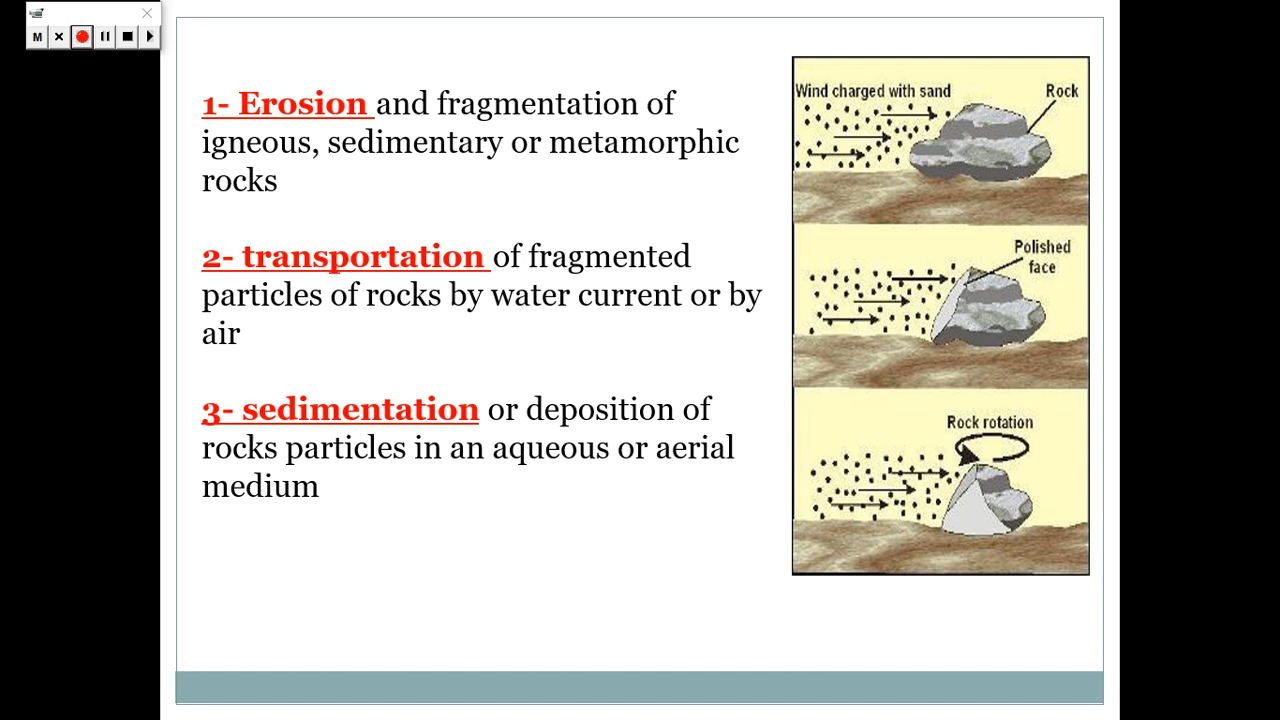 M
1- Erosion and fragmentation of
igneous, sedimentary or metamorphic
rocks
2- transportation of fragmented
particles of rocks by water current or by
air
3- sedimentation or deposition of
rocks particles in an aqueous or aerial
medium
Wind charged with sand
Rock
Polished
face
Rock rotation